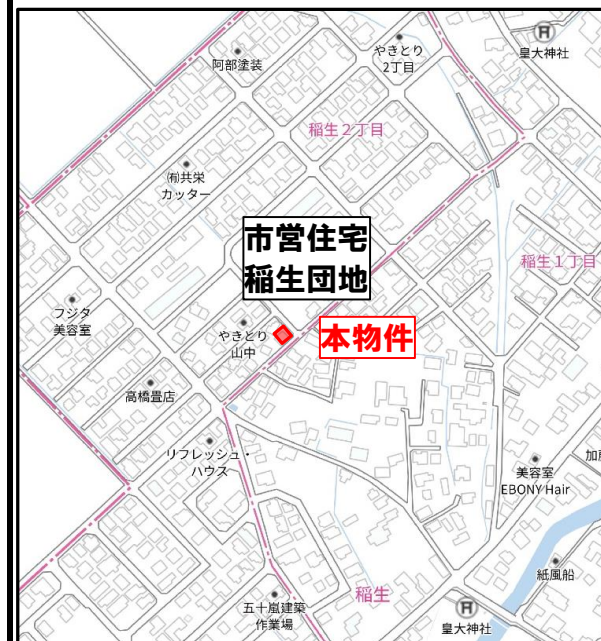 阿部塗装
やきとり
2丁目
皇大神社
稲生2丁目
㈲共栄
カッター
市営住宅
稲生団地
稲生1丁目
フジタ
美容室
やきとり
山中
本物件
高橋畳店
リフレッシュ・
ハウス
美容室
EBONY Hair
加
紙風船
稲生
五十嵐建築
作業場
皇大神社